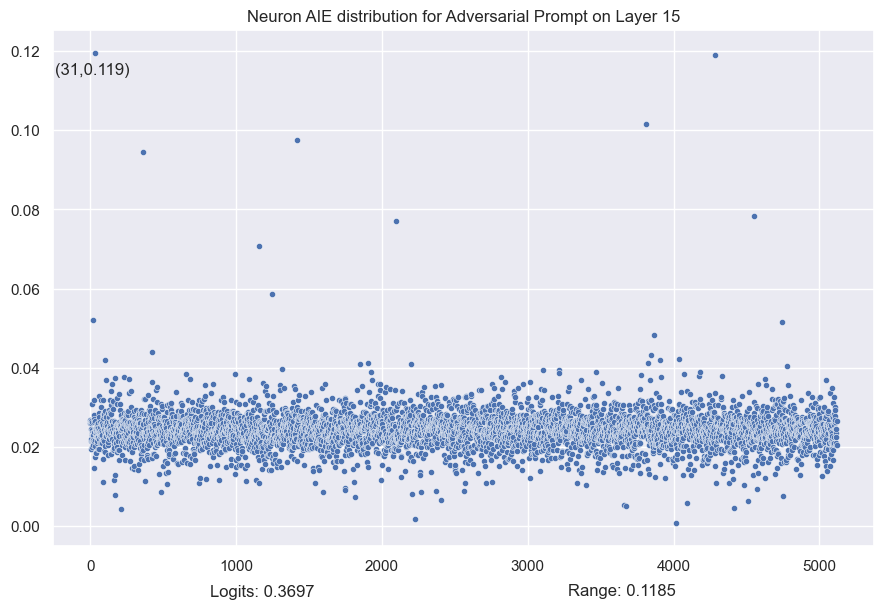 Neuron AIE distribution for Adversarial Prompt on Layer 15
0.12
(31,0.119)
0.10
0.08
0.06
0.04
0.02
0.00
0 1000 2000 3000 4000 5000
Logits: 0.3697 Range: 0.1185